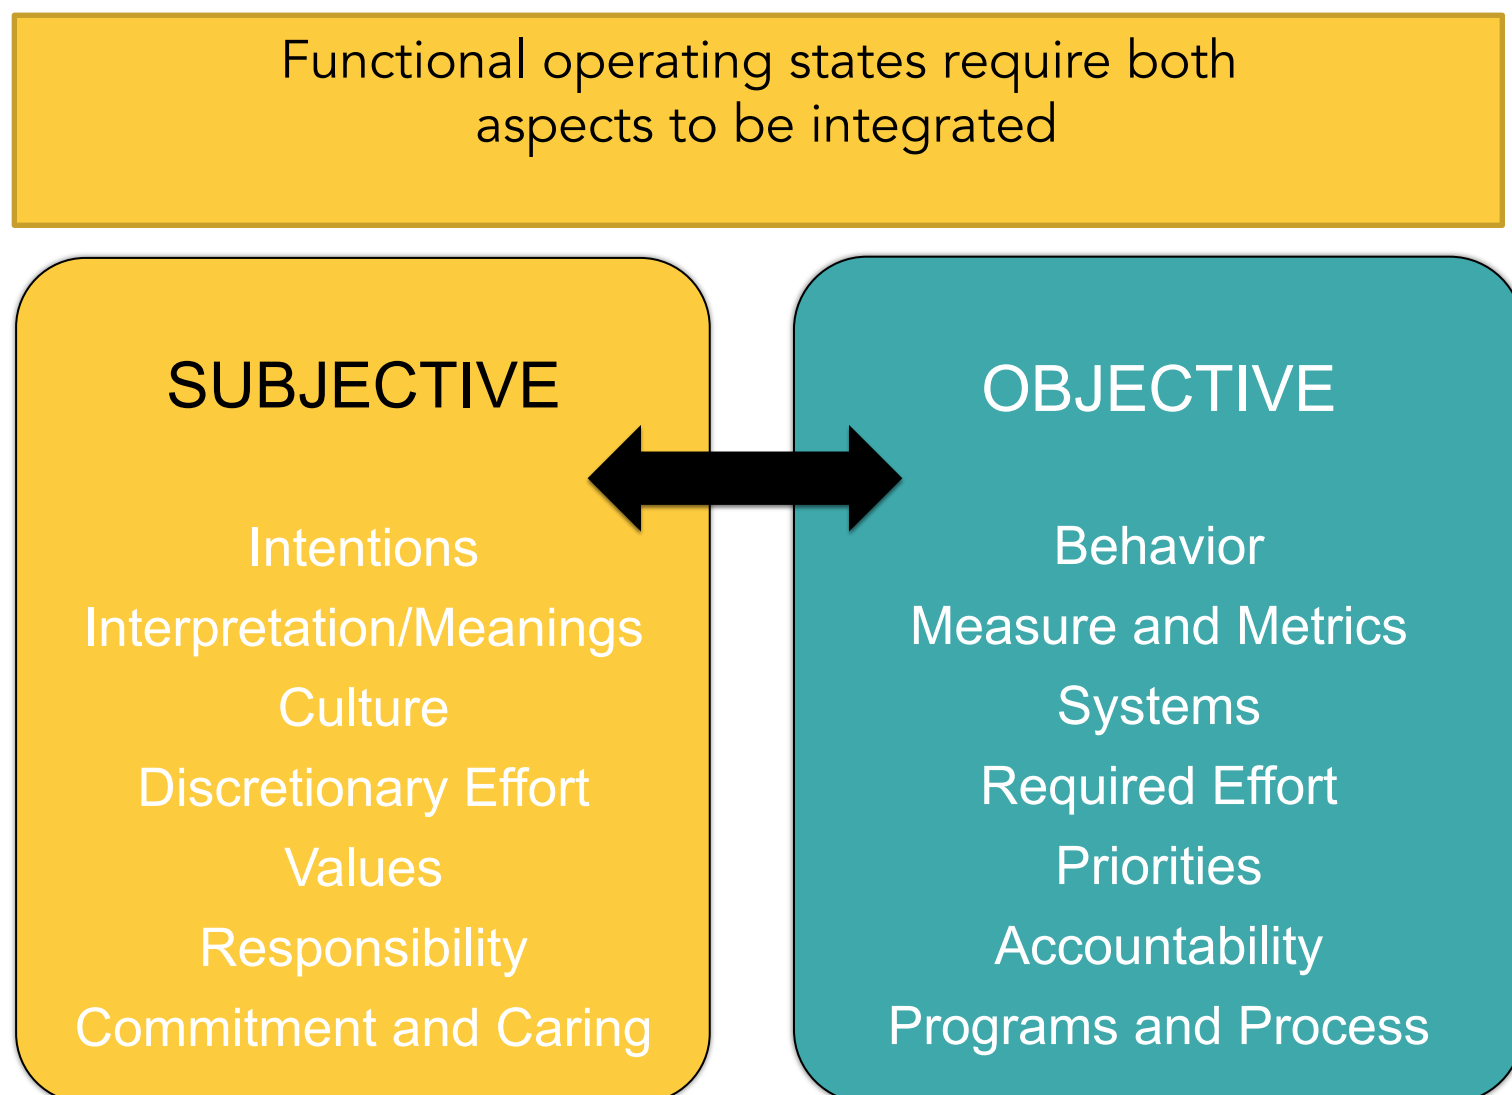 Functional operating states require both
aspects to be integrated
SUBJECTIVE
Intentions
Interpretation/Meanings
Culture
Discretionary Effort
Values
Responsibility
Commitment and Caring
OBJECTIVE
Behavior
Measure and Metrics
Systems
Required Effort
Priorities
Accountability
Programs and Process